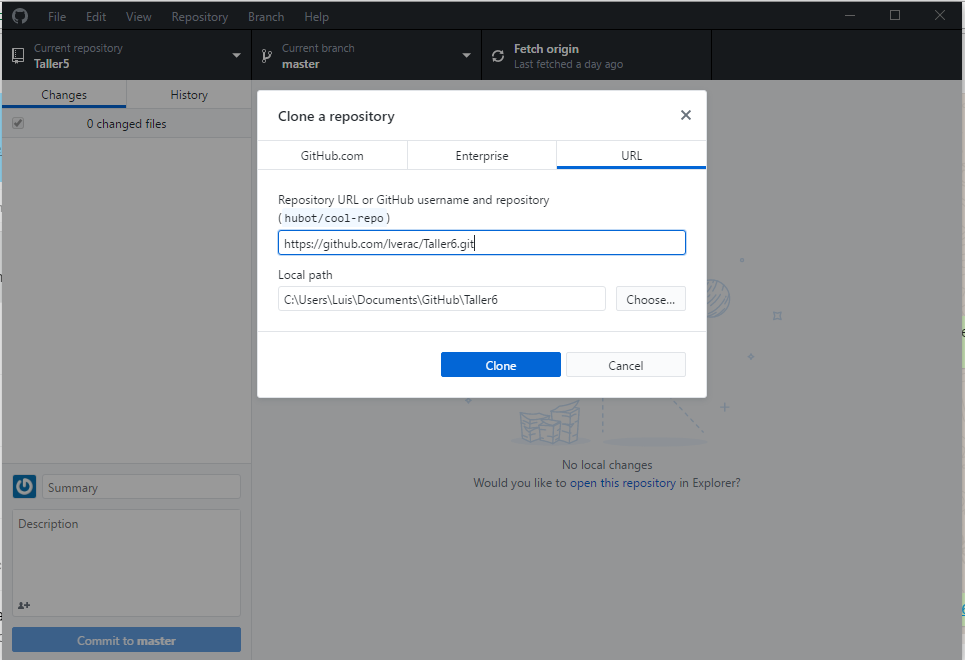 File Edit View Repository Branch Help
Current repository
Taller5
Current branch
master
Fetch origin
Last fetched a day ago
Changes
History
0 changed files
Clone a repository
GitHub.com
Enterprise
URL
Repository URL or GitHub username and repository
(hubot/cool-repo)
https://github.com/lverac/Taller6.git
Local path
C:\Users\Luis\Documents\GitHub\Taller6
Choose...
Clone
Cancel
No local changes
Would you like to open this repository in Explorer?
Summary
Description
Commit to master